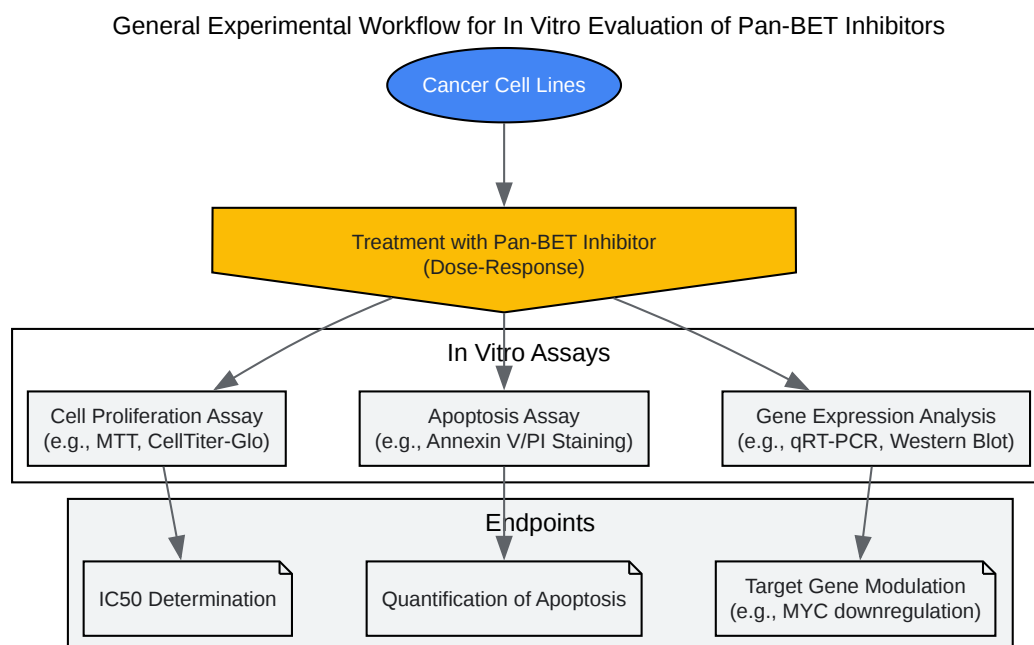 General Experimental Workflow for In Vitro Evaluation of Pan-BET Inhibitors
Cancer Cell Lines
Treatment with Pan-BET Inhibitor
(Dose-Response)
In Vitro Assays
Cell Proliferation Assay
(e.g., MTT, CellTiter-Glo)
Apoptosis Assay
(e.g., Annexin V/PI Staining)
Gene Expression Analysis
(e.g., qRT-PCR, Western Blot)
Endpoints
IC50 Determination
Quantification of Apoptosis
Target Gene Modulation
(e.g., MYC downregulation)